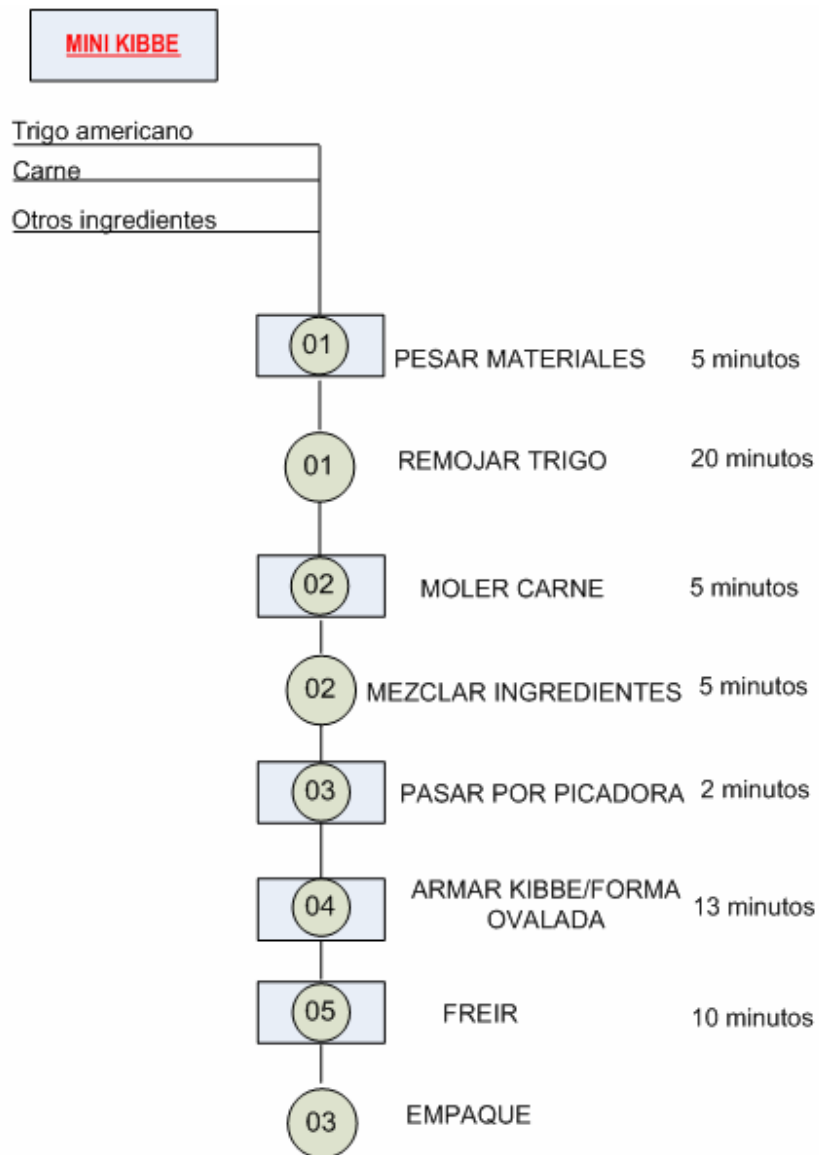 MINI KIBBE
Trigo americano
Carne
Otros ingredientes
01 PESAR MATERIALES 5 minutos
01 REMOJAR TRIGO 20 minutos
02 MOLER CARNE 5 minutos
02 MEZCLAR INGREDIENTES 5 minutos
03 PASAR POR PICADORA 2 minutos
04 ARMAR KIBBE/FORMA 13 minutos
OVALADA
05 FREIR 10 minutos
03 EMPAQUE